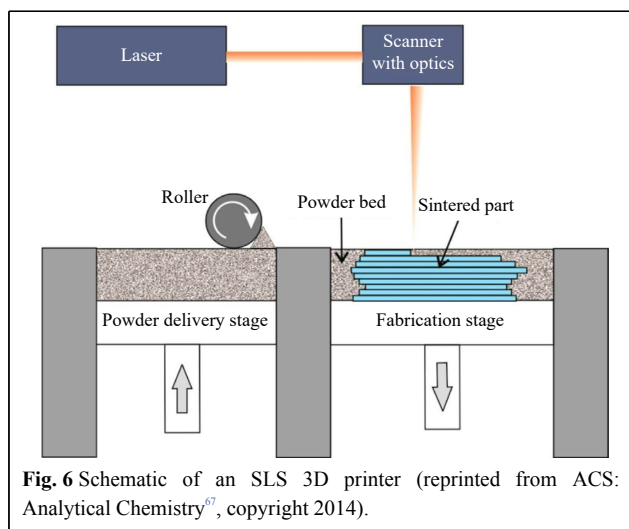 Laser
Scanner
with optics
Roller
Powder bed
Sintered part
Powder delivery stage
Fabrication stage
Fig. 6 Schematic of an SLS 3D printer (reprinted from ACS:
Analytical Chemistry67, copyright 2014).